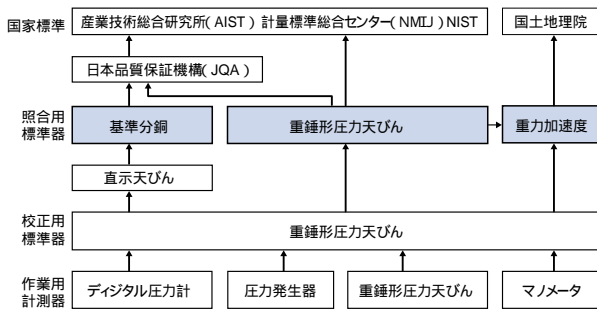 国家標準
産業技術総合研究所(AIST) 計量標準総合センター(NMIJ) NIST
国土地理院
日本品質保証機構(JQA)
照合用
標準器
基準分銅
重錘形圧力天びん
重力加速度
直示天びん
校正用
標準器
重錘形圧力天びん
作業用
計測器
ディジタル圧力計
圧力発生器
重錘形圧力天びん
マノメータ